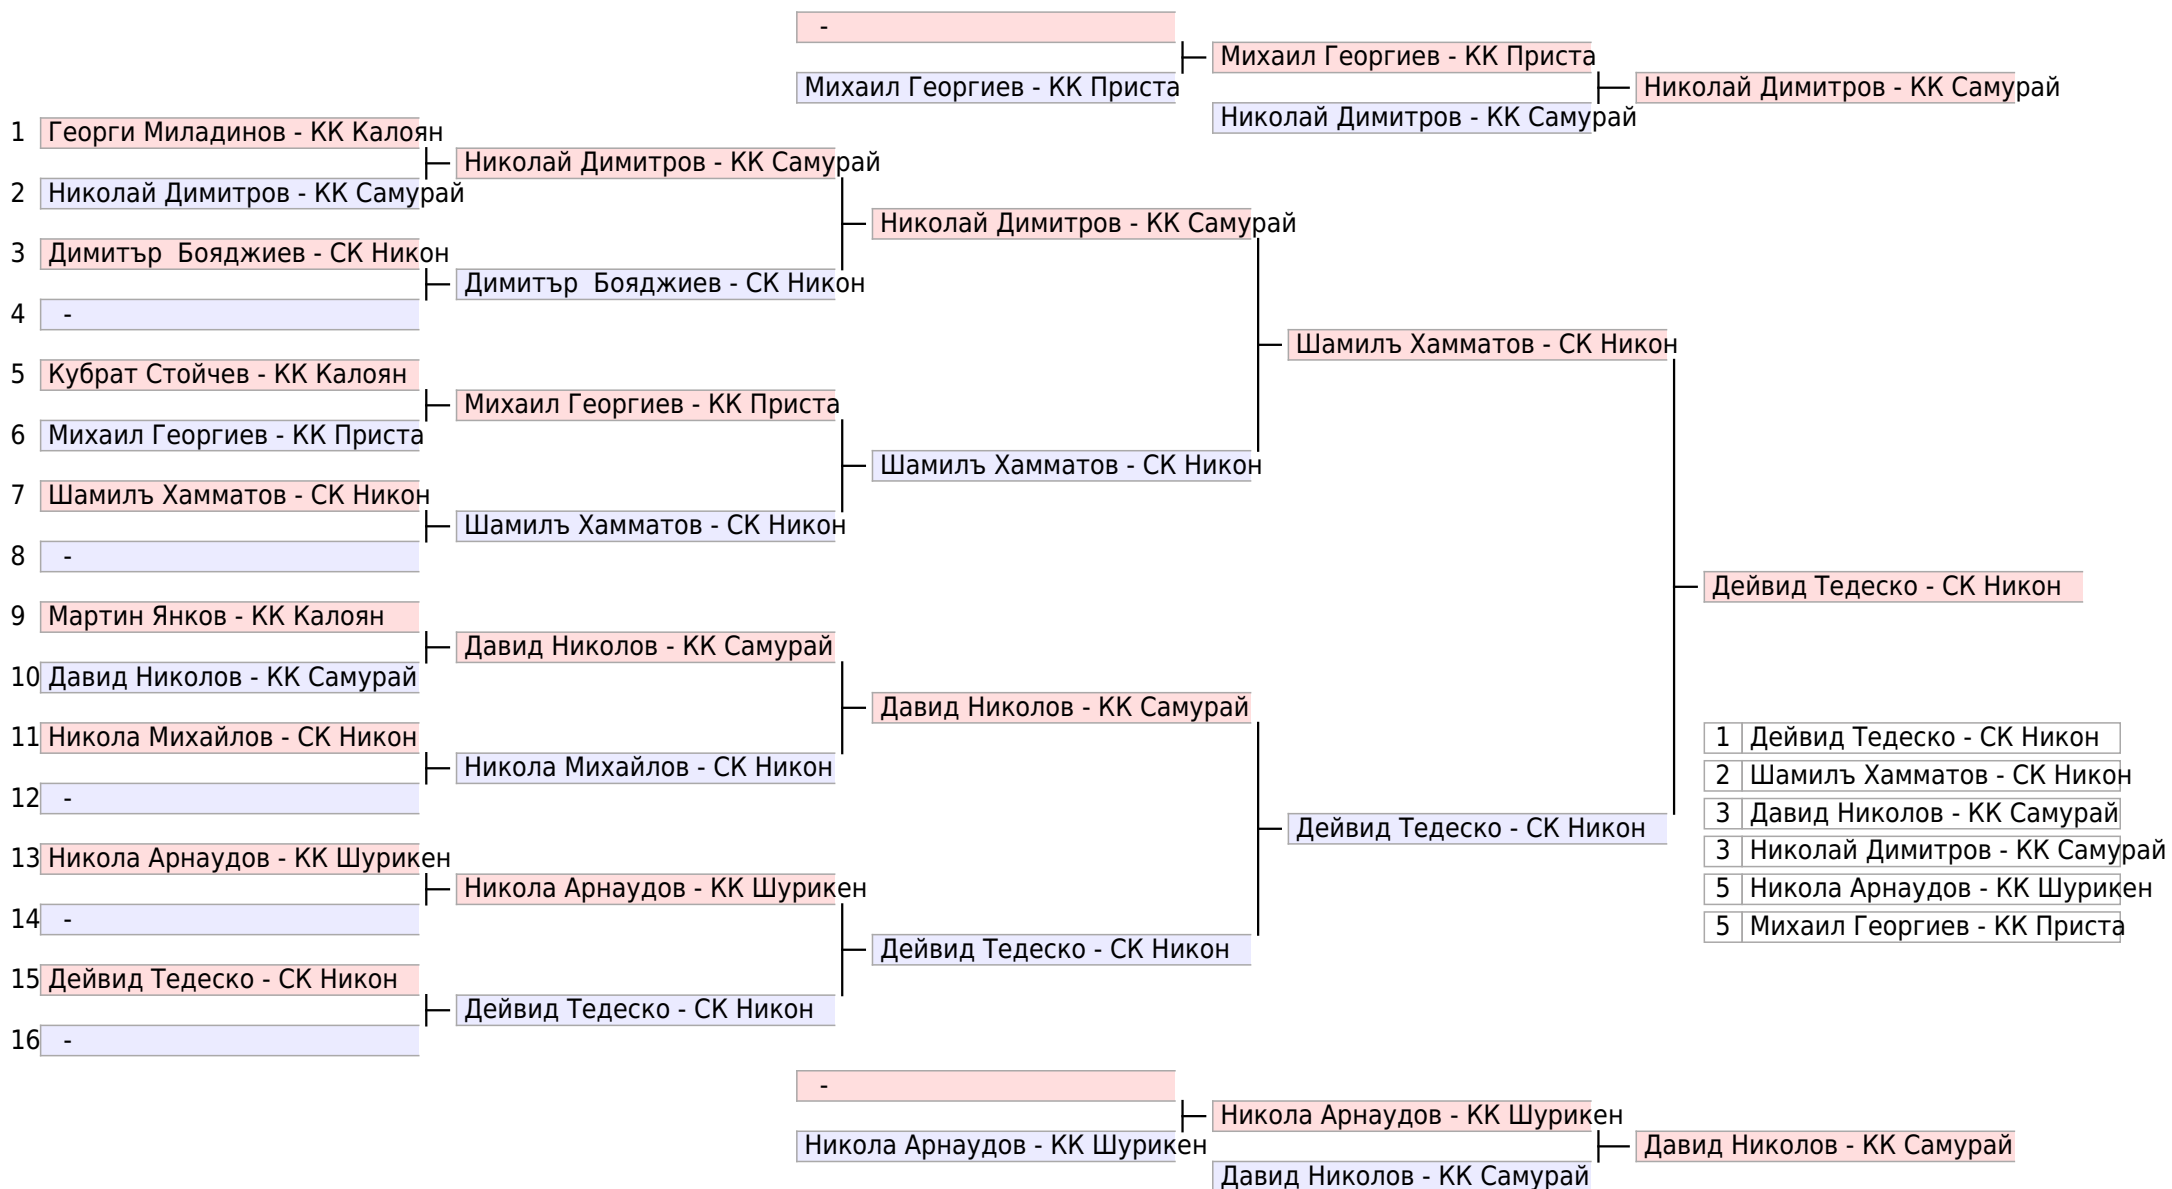 -
Михаил Георгиев - КК Приста
Михаил Георгиев - КК Приста
Николай Димитров - КК Самурай
Николай Димитров - КК Самурай
1 Георги Миладинов - КК Калоян
2 Николай Димитров - КК Самурай
3 Димитър  Бояджиев - СК Никон
4 -
5 Кубрат Стойчев - КК Калоян
6 Михаил Георгиев - КК Приста
7 Шамилъ Хамматов - СК Никон
8 -
9 Мартин Янков - КК Калоян
10 Давид Николов - КК Самурай
11 Никола Михайлов - СК Никон
12 -
13 Никола Арнаудов - КК Шурикен
14 -
15 Дейвид Тедеско - СК Никон
16 -
Николай Димитров - КК Самурай
Димитър  Бояджиев - СК Никон
Михаил Георгиев - КК Приста
Шамилъ Хамматов - СК Никон
Давид Николов - КК Самурай
Никола Михайлов - СК Никон
Никола Арнаудов - КК Шурикен
Дейвид Тедеско - СК Никон
Николай Димитров - КК Самурай
Шамилъ Хамматов - СК Никон
Давид Николов - КК Самурай
Дейвид Тедеско - СК Никон
Шамилъ Хамматов - СК Никон
Дейвид Тедеско - СК Никон
Дейвид Тедеско - СК Никон
1 Дейвид Тедеско - СК Никон
2 Шамилъ Хамматов - СК Никон
3 Давид Николов - КК Самурай
3 Николай Димитров - КК Самурай
5 Никола Арнаудов - КК Шурикен
5 Михаил Георгиев - КК Приста
-
Никола Арнаудов - КК Шурикен
Никола Арнаудов - КК Шурикен
Давид Николов - КК Самурай
Давид Николов - КК Самурай